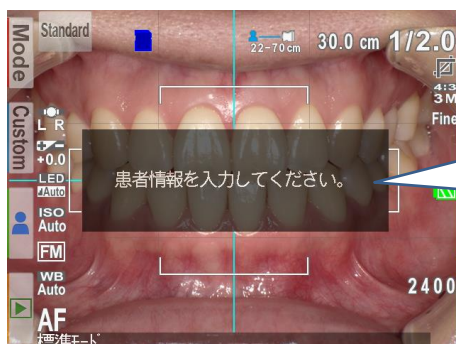 Mode
Standard
22-70cm
30.0 cm
1/2.0
4:3
3M
Fine
Custom
L R
+0.0
LED
Auto
ISO
Auto
FM
WB
Auto
AF
患者情報を入力してください。
2400
標準モード